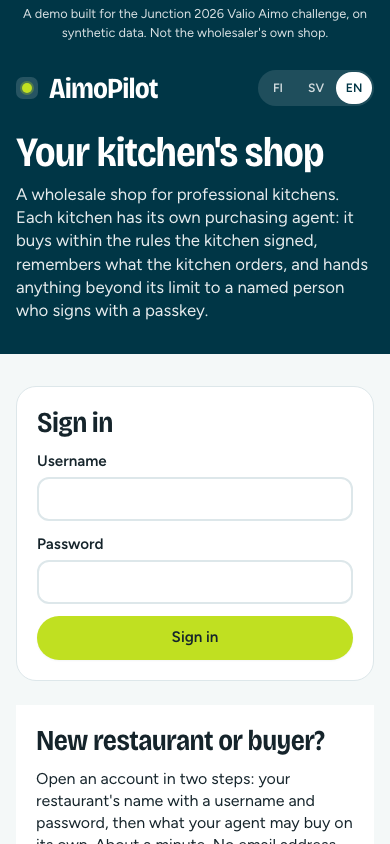 A demo built for the Junction 2026 Valio Aimo challenge, on
synthetic data. Not the wholesaler's own shop.
AimoPilot
FI SV EN
Your kitchen's shop
A wholesale shop for professional kitchens.
Each kitchen has its own purchasing agent: it
buys within the rules the kitchen signed,
remembers what the kitchen orders, and hands
anything beyond its limit to a named person
who signs with a passkey.
Sign in
Username
Password
Sign in
New restaurant or buyer?
Open an account in two steps: your
restaurant's name with a username and
password, then what your agent may buy on
its own. About a minute. No email address